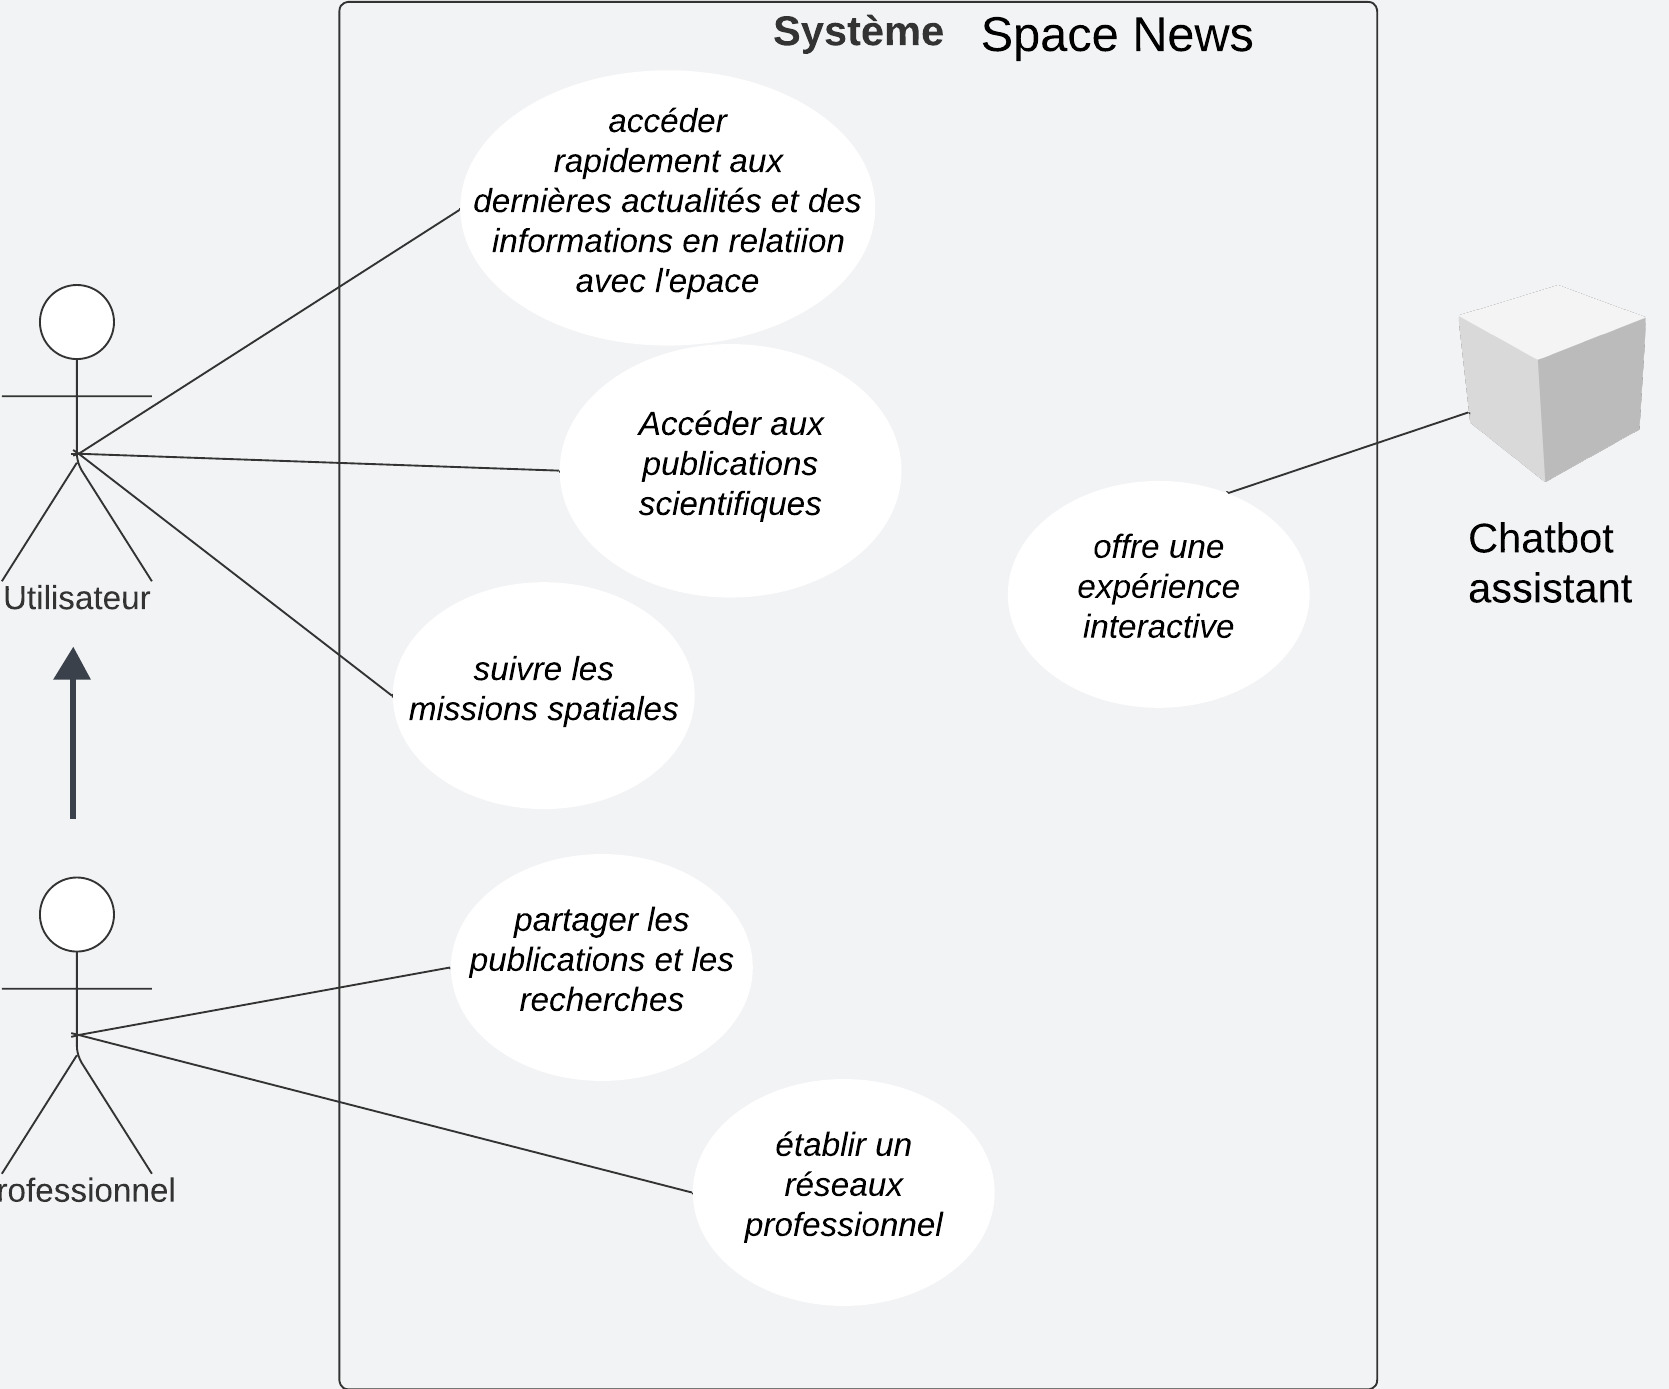 Système Space News
accéder
rapidement aux
dernières actualités et des
informations en relatiion
avec l'epace
Accéder aux
publications
scientifiques
Utilisateur
offre une
expérience
interactive
Chatbot
assistant
suivre les
missions spatiales
partager les
publications et les
recherches
rofessionnel
établir un
réseaux
professionnel